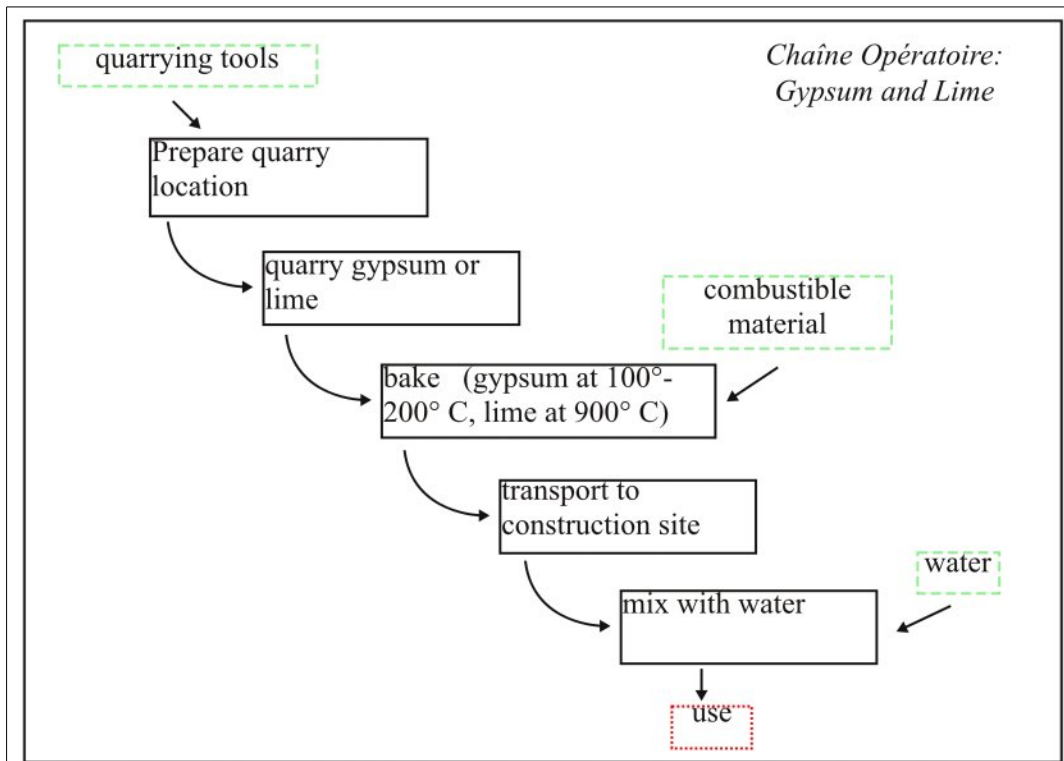 quarrying tools
Chaîne Opératoire:
Gypsum and Lime
Prepare quarry
location
quarry gypsum or
lime
combustible
material
bake (gypsum at 100°-
200° C, lime at 900° C)
transport to
construction site
water
mix with water
use